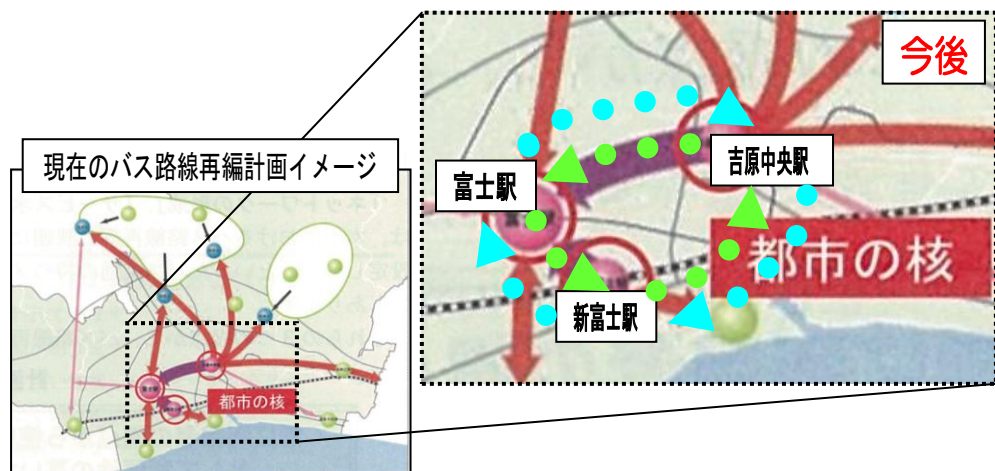 現在のバス路線再編計画イメージ
都市の核
今後
富士駅
吉原中央駅
都市の核
新富士駅